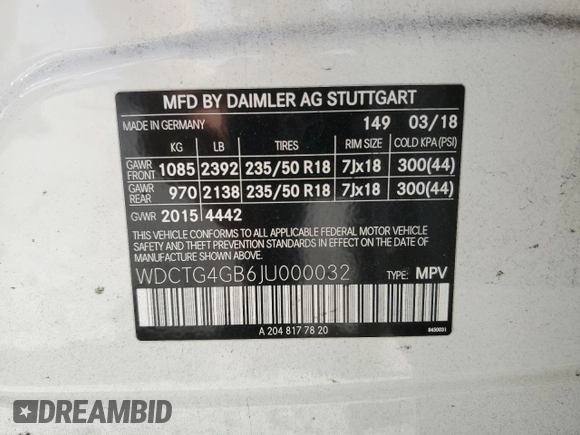 MFD BY DAIMLER AG STUTTGART
MADE IN GERMANY 149 03/18
KG LB TIRES RIM SIZE COLD KPA (PSI)
GAWR FRONT 1085 2392 235/50 R18 7Jx18 300(44)
GAWR REAR 970 2138 235/50 R18 7Jx18 300(44)
GVWR 2015 4442
THIS VEHICLE CONFORMS TO ALL APPLICABLE FEDERAL MOTOR VEHICLE
SAFETY, BUMPER, AND THEFT PREVENTION STANDARDS IN EFFECT ON THE DATE OF
MANUFACTURE SHOWN ABOVE.
WDCTG4GB6JU000032 TYPE: MPV
A 204 817 78 20
DREAMBID